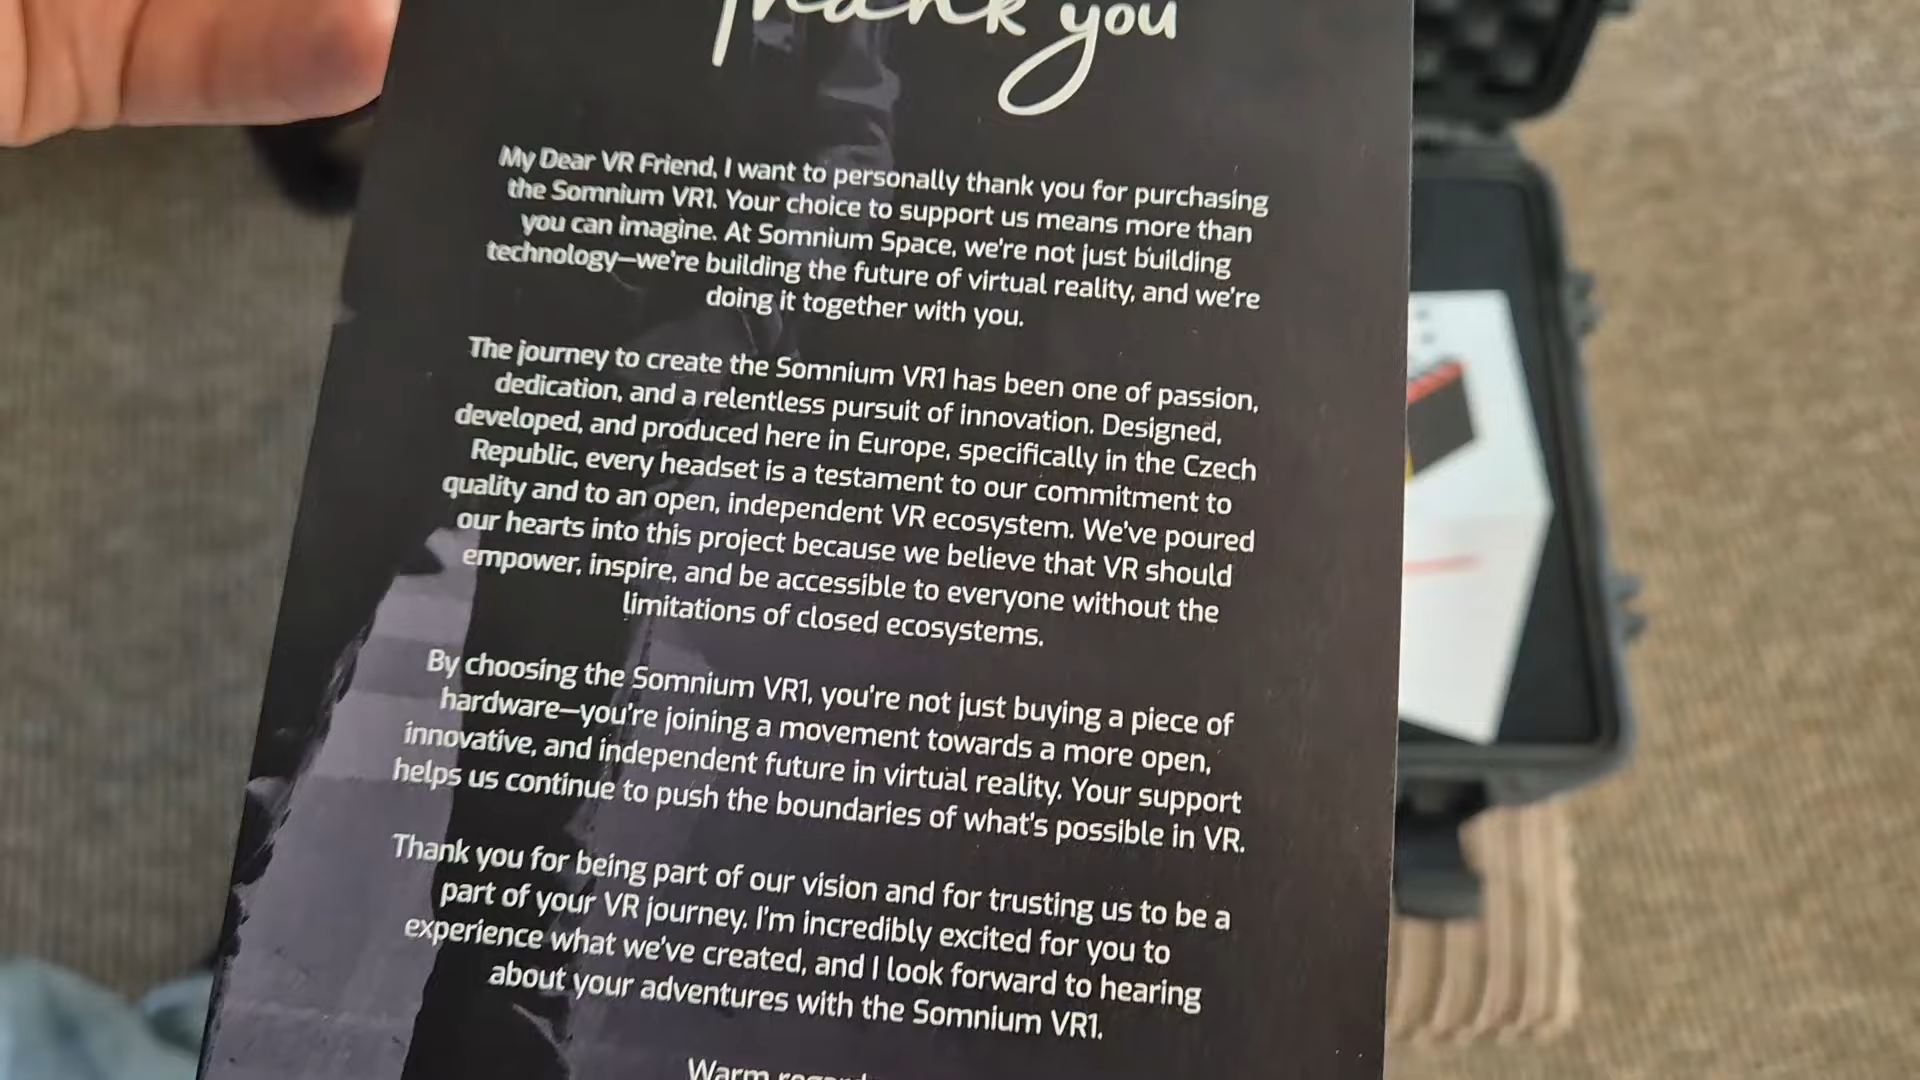 Thank you
My Dear VR Friend, I want to personally thank you for purchasing
the Somnium VR1. Your choice to support us means more than
you can imagine. At Somnium Space, we're not just building
technology—we're building the future of virtual reality, and we're
doing it together with you.
The journey to create the Somnium VR1 has been one of passion,
dedication, and a relentless pursuit of innovation. Designed,
developed, and produced here in Europe, specifically in the Czech
Republic, every headset is a testament to our commitment to
quality and to an open, independent VR ecosystem. We've poured
our hearts into this project because we believe that VR should
empower, inspire, and be accessible to everyone without the
limitations of closed ecosystems.
By choosing the Somnium VR1, you're not just buying a piece of
hardware—you're joining a movement towards a more open,
innovative, and independent future in virtual reality. Your support
helps us continue to push the boundaries of what's possible in VR.
Thank you for being part of our vision and for trusting us to be a
part of your VR journey. I'm incredibly excited for you to
experience what we've created, and I look forward to hearing
about your adventures with the Somnium VR1.
Warm